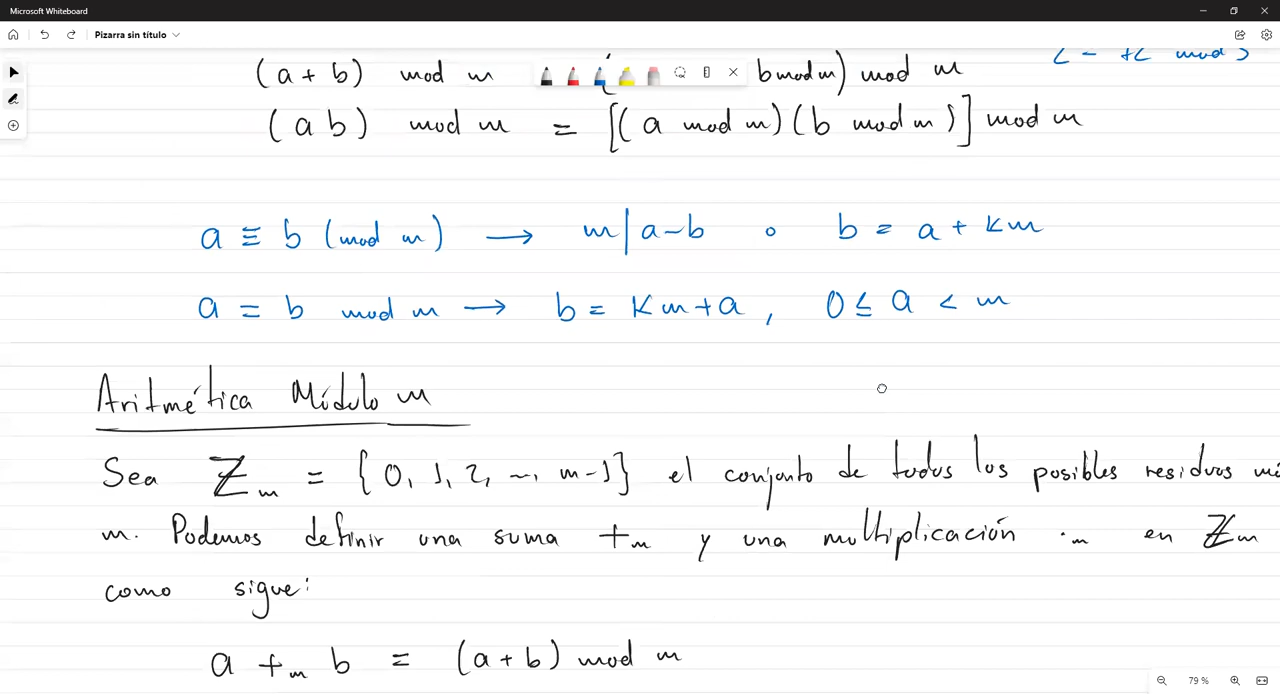 Microsoft Whiteboard
Pizarra sin título
(a + b) mod m b mod m) mod m
(a b) mod m = [(a mod m)(b mod m)] mod m
a ≡ b (mod m) → m | a - b o b = a + km
a = b mod m → b = km + a, 0 ≤ a < m
Aritmética Módulo m
Sea ℤm = {0, 1, 2, ..., m-1} el conjunto de todos los posibles residuos
m. Podemos definir una suma +m y una multiplicación ·m en ℤm
como sigue:
a +m b = (a + b) mod m
79 %